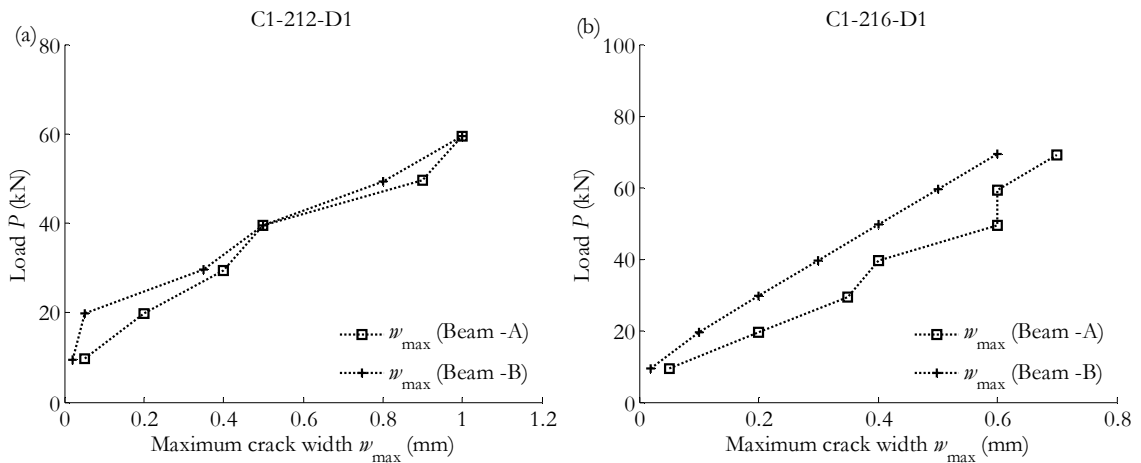 C1-212-D1
(a)
80
60
40
20
0
Load P (kN)
0 0.2 0.4 0.6 0.8 1 1.2
Maximum crack width w_max (mm)
w_max (Beam -A)
w_max (Beam -B)
C1-216-D1
(b)
100
80
60
40
20
0
Load P (kN)
0 0.2 0.4 0.6 0.8
Maximum crack width w_max (mm)
w_max (Beam -A)
w_max (Beam -B)